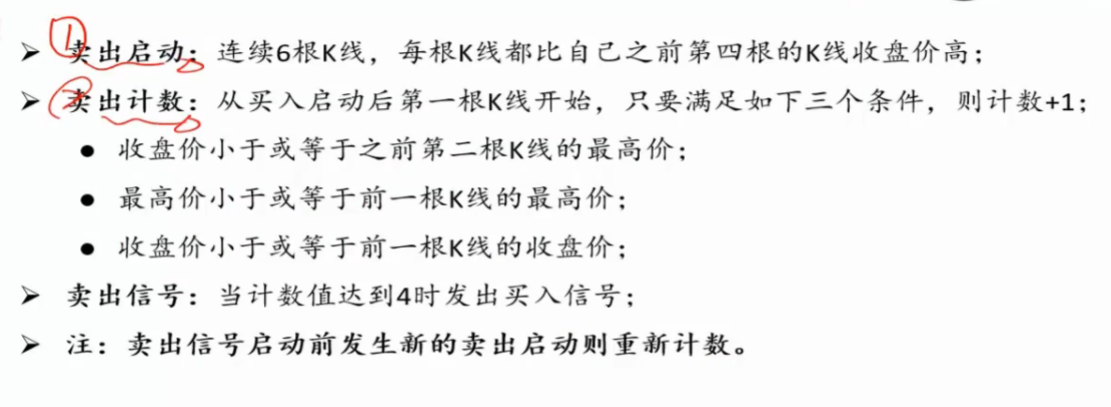 ➤ 卖出启动：连续6根K线，每根K线都比自己之前第四根的K线收盘价高；
➤ 卖出计数：从买入启动后第一根K线开始，只要满足如下三个条件，则计数+1；
● 收盘价小于或等于之前第二根K线的最高价；
● 最高价小于或等于前一根K线的最高价；
● 收盘价小于或等于前一根K线的收盘价；
➤ 卖出信号：当计数值达到4时发出买入信号；
➤ 注：卖出信号启动前发生新的卖出启动则重新计数。